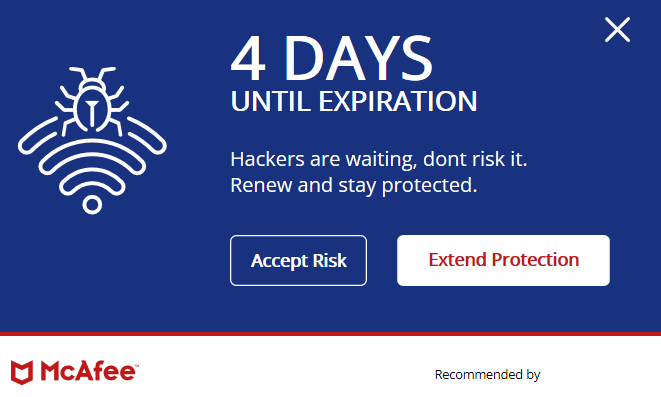 4 DAYS
UNTIL EXPIRATION
Hackers are waiting, dont risk it.
Renew and stay protected.
Accept Risk
Extend Protection
McAfee™
Recommended by